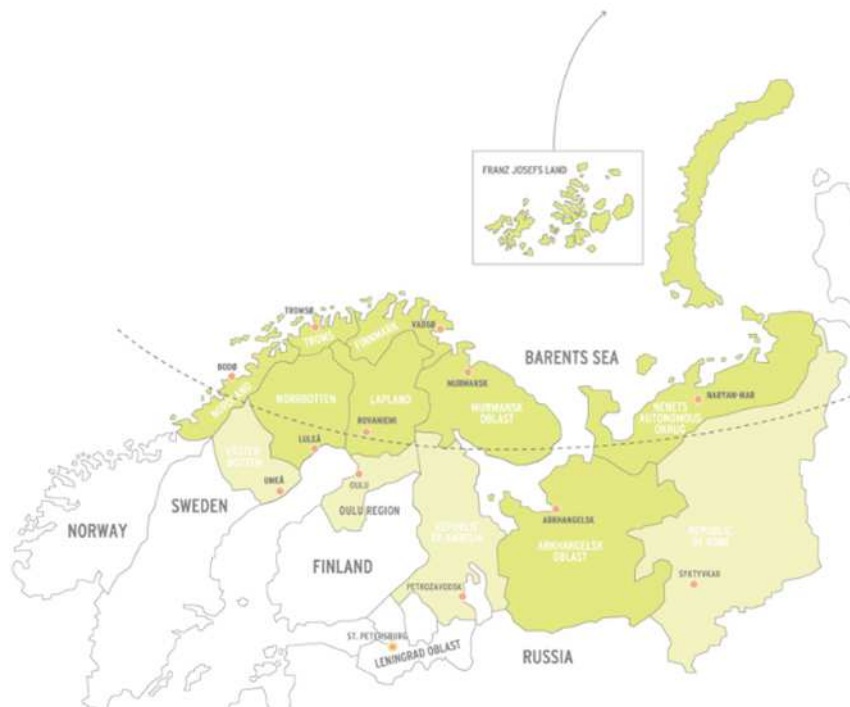 FRANZ JOSEFS LAND
TROMSØ
VADSØ
TROMS
FINNMARK
BARENTS SEA
BODØ
MURMANSK
NORDLAND
NORRBOTTEN
LAPLAND
MURMANSK
OBLAST
NARYAN-MAR
NENETS
AUTONOMOUS
OKRUG
ROVANIEMI
LULEÅ
VÄSTER-
BOTTEN
UMEÅ
OULU
SWEDEN
OULU REGION
NORWAY
ARKHANGELSK
REPUBLIC
OF KARELIA
ARKHANGELSK
OBLAST
REPUBLIC
OF KOMI
FINLAND
PETROZAVODSK
SYKTYVKAR
ST. PETERSBURG
LENINGRAD OBLAST
RUSSIA